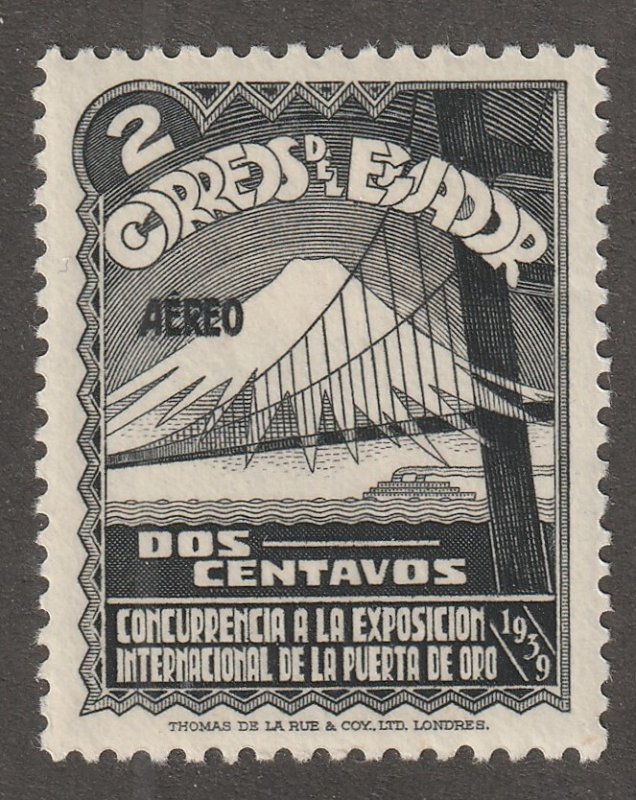 2
CORREOS DEL ECUADOR
AÉREO
DOS
CENTAVOS
CONCURRENCIA A LA EXPOSICION
INTERNACIONAL DE LA PUERTA DE ORO
1939
THOMAS DE LA RUE & COY., LTD. LONDRES.